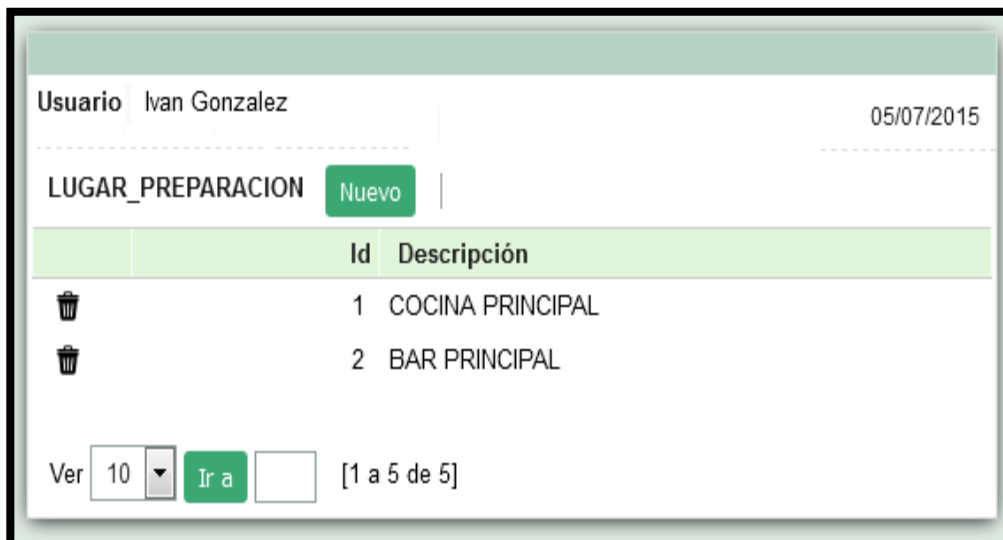 Usuario Ivan Gonzalez
05/07/2015
LUGAR_PREPARACION Nuevo
Id Descripción
1 COCINA PRINCIPAL
2 BAR PRINCIPAL
Ver 10 Ir a [1 a 5 de 5]